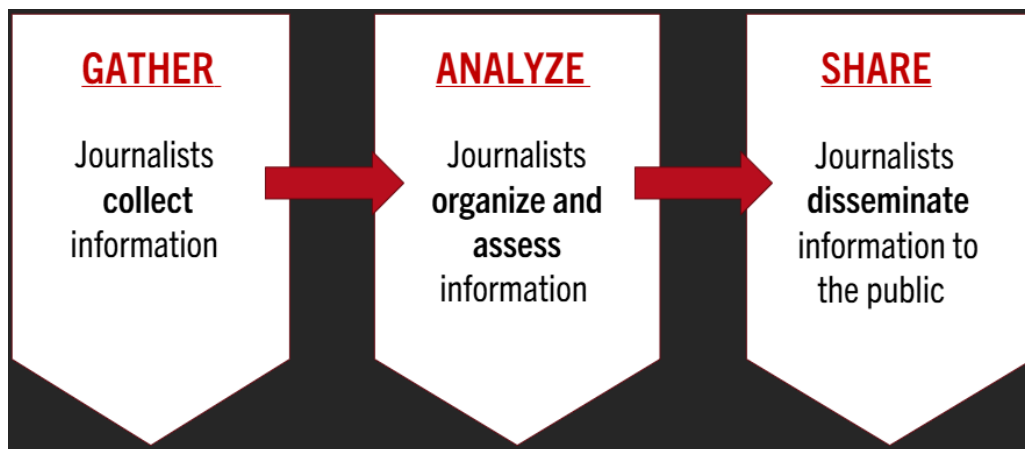 GATHER
Journalists
collect
information
ANALYZE
Journalists
organize and
assess
information
SHARE
Journalists
disseminate
information to
the public